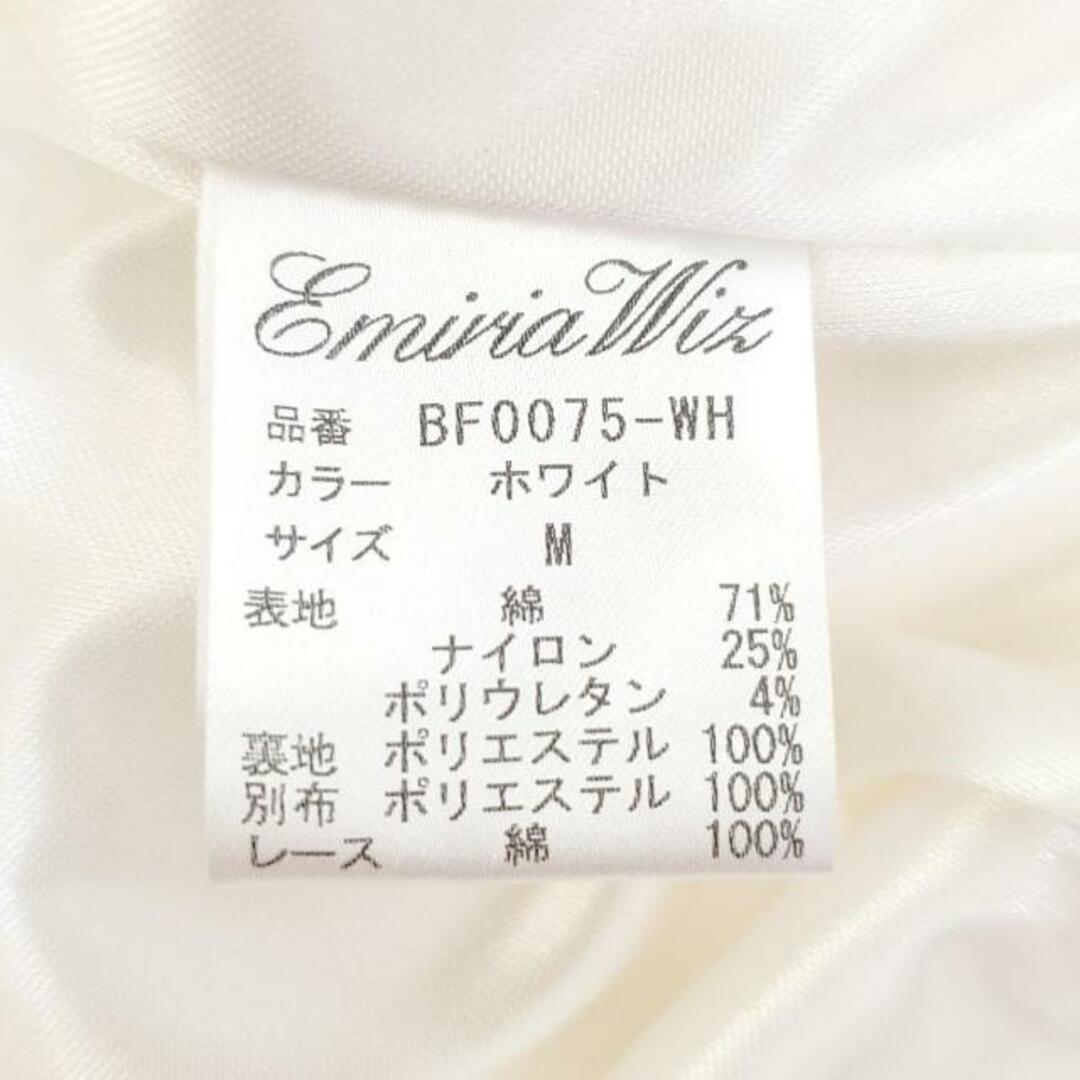 Emiria Wiz
品番 BF0075-WH
カラー ホワイト
サイズ M
表地 綿 71%
ナイロン 25%
ポリウレタン 4%
裏地 ポリエステル 100%
別布 ポリエステル 100%
レース 綿 100%